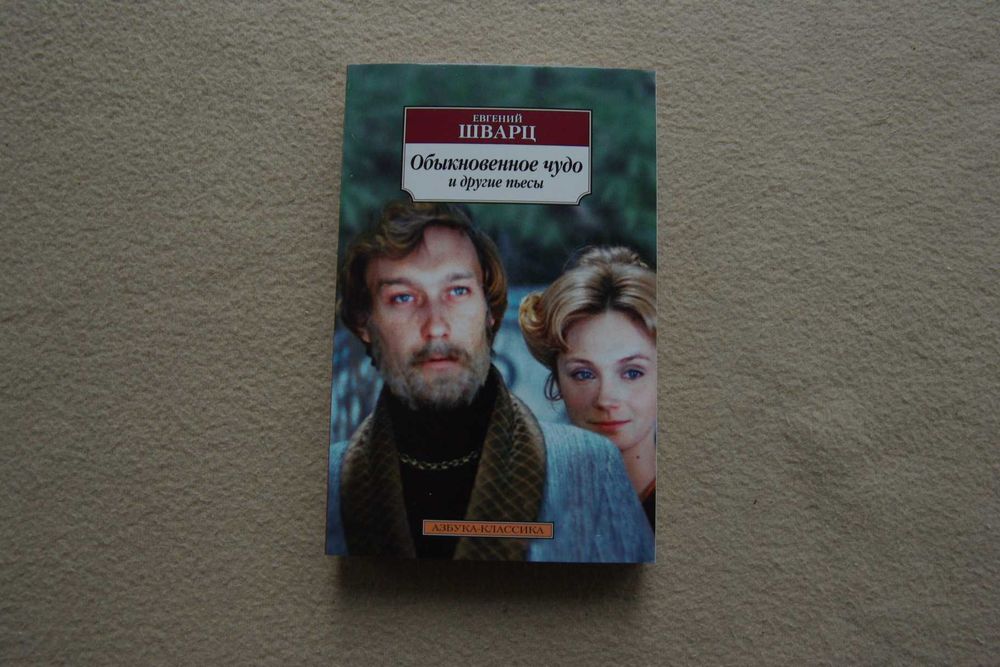 ЕВГЕНИЙ
ШВАРЦ
Обыкновенное чудо
и другие пьесы
АЗБУКА-КЛАССИКА